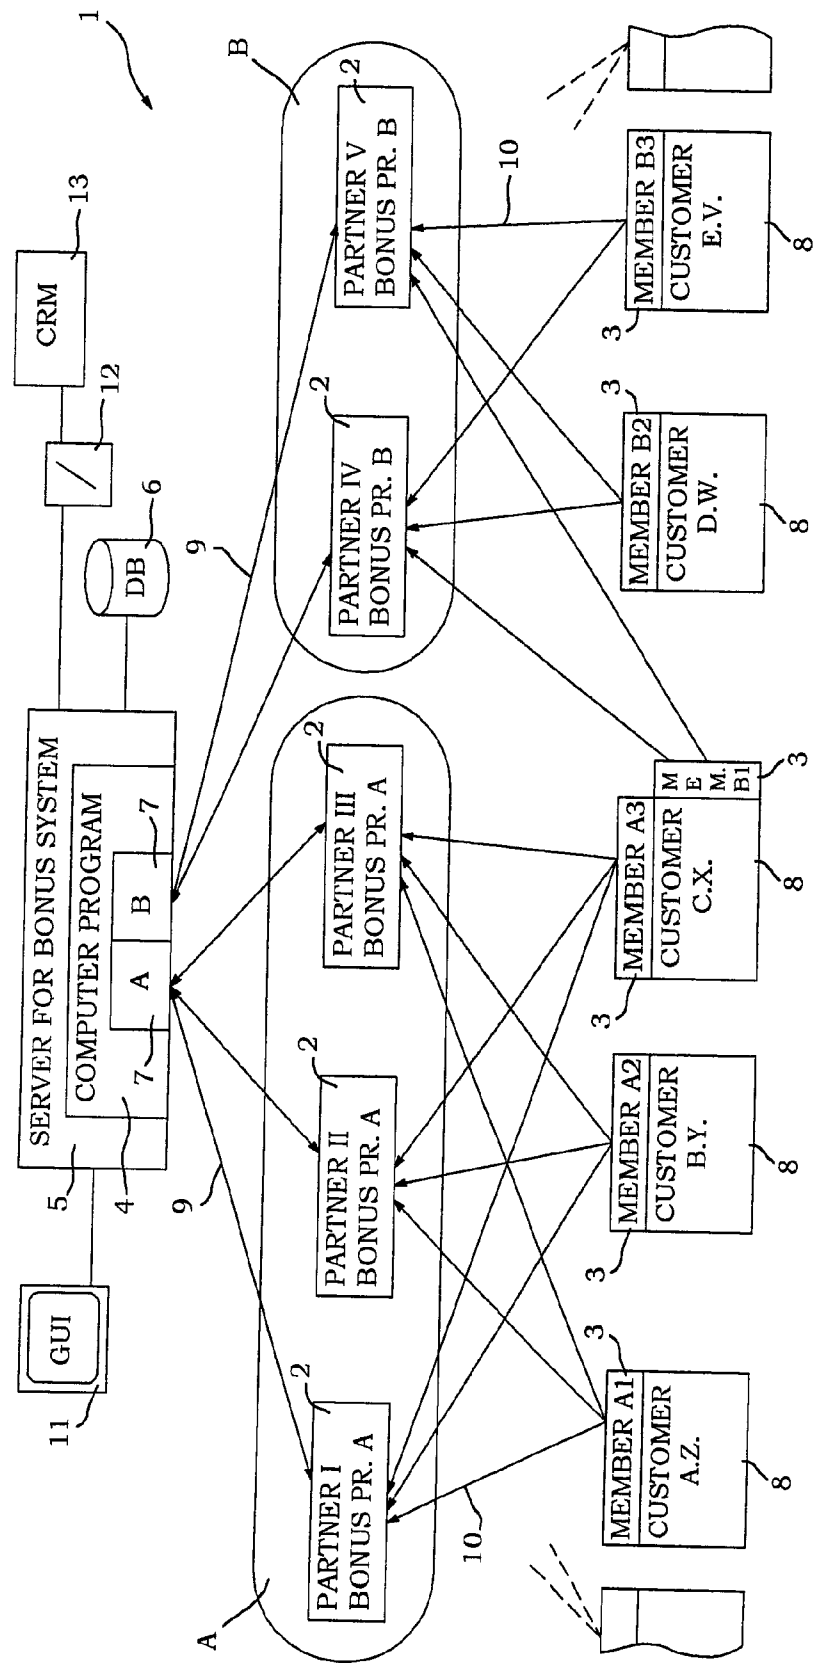 1
SERVER FOR BONUS SYSTEM
COMPUTER PROGRAM
A
B
7
7
5
4
GUI
11
DB
6
12
CRM
13
9
9
A
B
PARTNER I
BONUS PR. A
2
PARTNER II
BONUS PR. A
2
PARTNER III
BONUS PR. A
2
PARTNER IV
BONUS PR. B
2
PARTNER V
BONUS PR. B
2
10
10
MEMBER A1
CUSTOMER
A.Z.
3
8
MEMBER A2
CUSTOMER
B.Y.
3
8
MEMBER A3
CUSTOMER
C.X.
3
8
M
E
M.
B1
3
MEMBER B2
CUSTOMER
D.W.
3
8
MEMBER B3
CUSTOMER
E.V.
3
8